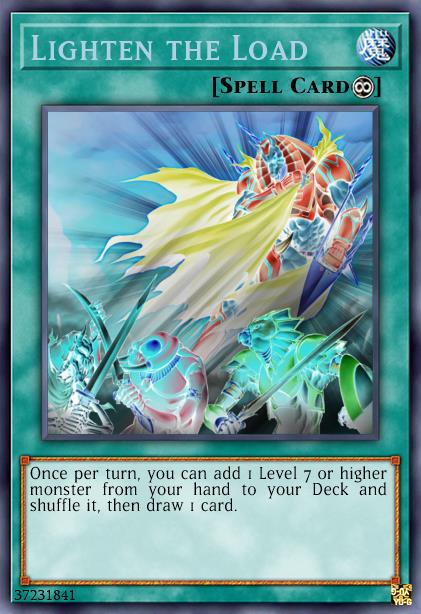 Lighten the Load
魔
[Spell Card]
Once per turn, you can add 1 Level 7 or higher
monster from your hand to your Deck and
shuffle it, then draw 1 card.
37231841